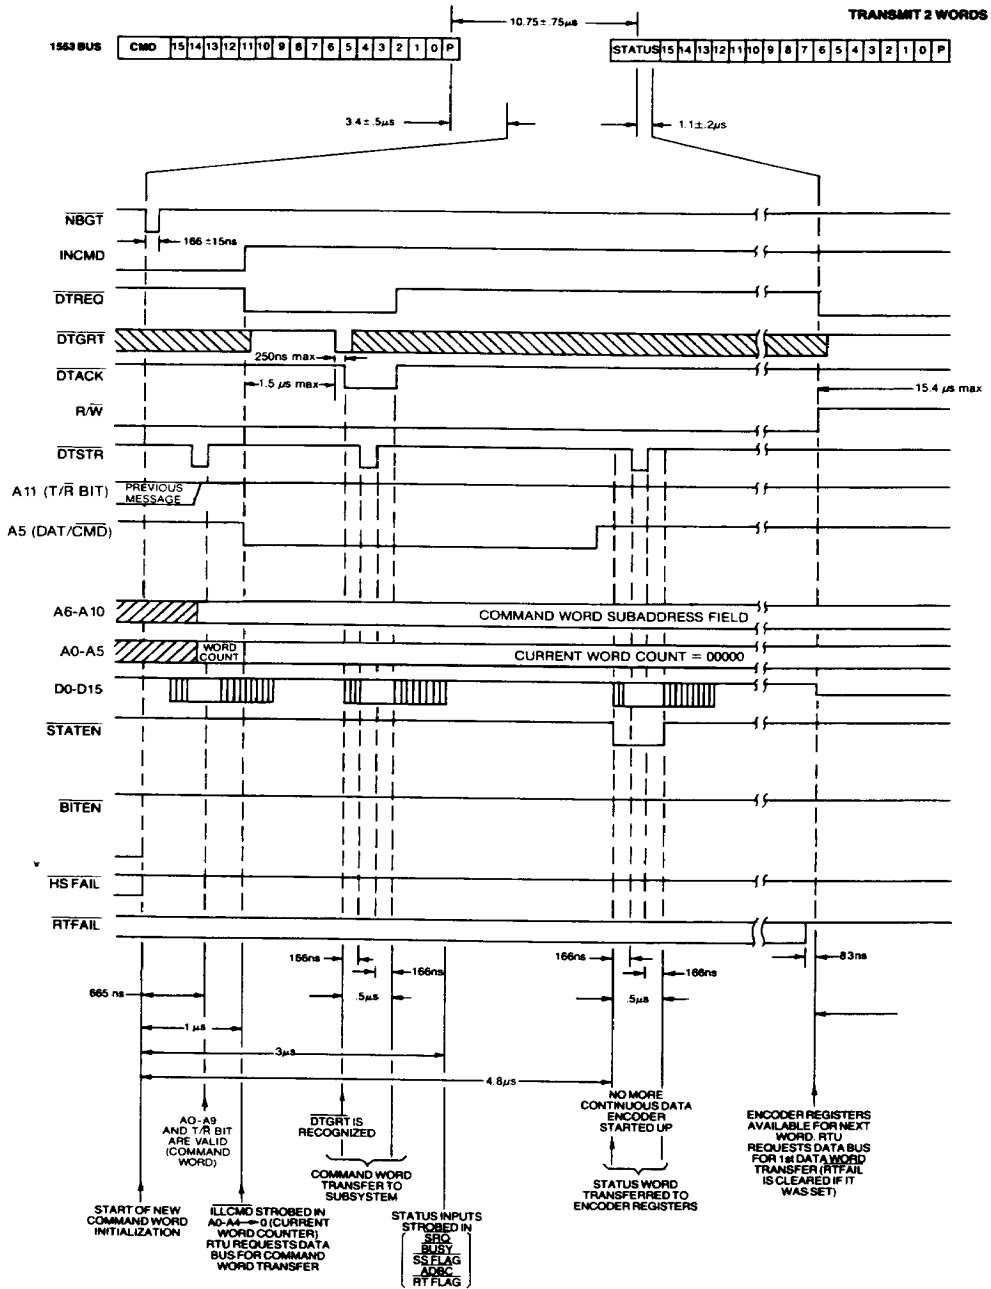 TRANSMIT 2 WORDS
10.75±.75µs
1553 BUS
CMD 15 14 13 12 11 10 9 8 7 6 5 4 3 2 1 0 P
STATUS 15 14 13 12 11 10 9 8 7 6 5 4 3 2 1 0 P
3.4±.5µs
1.1±.2µs
NBGT
166±15ns
INCMD
DTREQ
DTGRT
250ns max
DTACK
1.5 µs max
15.4 µs max
R/W
DTSTR
A11 (T/R BIT)
PREVIOUS
MESSAGE
A5 (DAT/CMD)
A6-A10
COMMAND WORD SUBADDRESS FIELD
A0-A5
WORD
COUNT
CURRENT WORD COUNT = 00000
D0-D15
STATEN
BITEN
HS FAIL
RTFAIL
166ns
166ns
166ns
166ns
83ns
665 ns
.5µs
.5µs
1 µs
3µs
4.8µs
A0-A9
AND T/R BIT
ARE VALID
(COMMAND
WORD)
DTGRT IS
RECOGNIZED
NO MORE
CONTINUOUS DATA
ENCODER
STARTED UP
ENCODER REGISTERS
AVAILABLE FOR NEXT
WORD. RTU
REQUESTS DATA BUS
FOR 1st DATA WORD
TRANSFER (RTFAIL
IS CLEARED IF IT
WAS SET)
COMMAND WORD
TRANSFER TO
SUBSYSTEM
STATUS WORD
TRANSFERRED TO
ENCODER REGISTERS
START OF NEW
COMMAND WORD
INITIALIZATION
ILLCMD STROBED IN
A0-A4→0 (CURRENT
WORD COUNTER)
RTU REQUESTS DATA
BUS FOR COMMAND
WORD TRANSFER
STATUS INPUTS
STROBED IN
SRQ
BUSY
SS FLAG
ADBC
RT FLAG